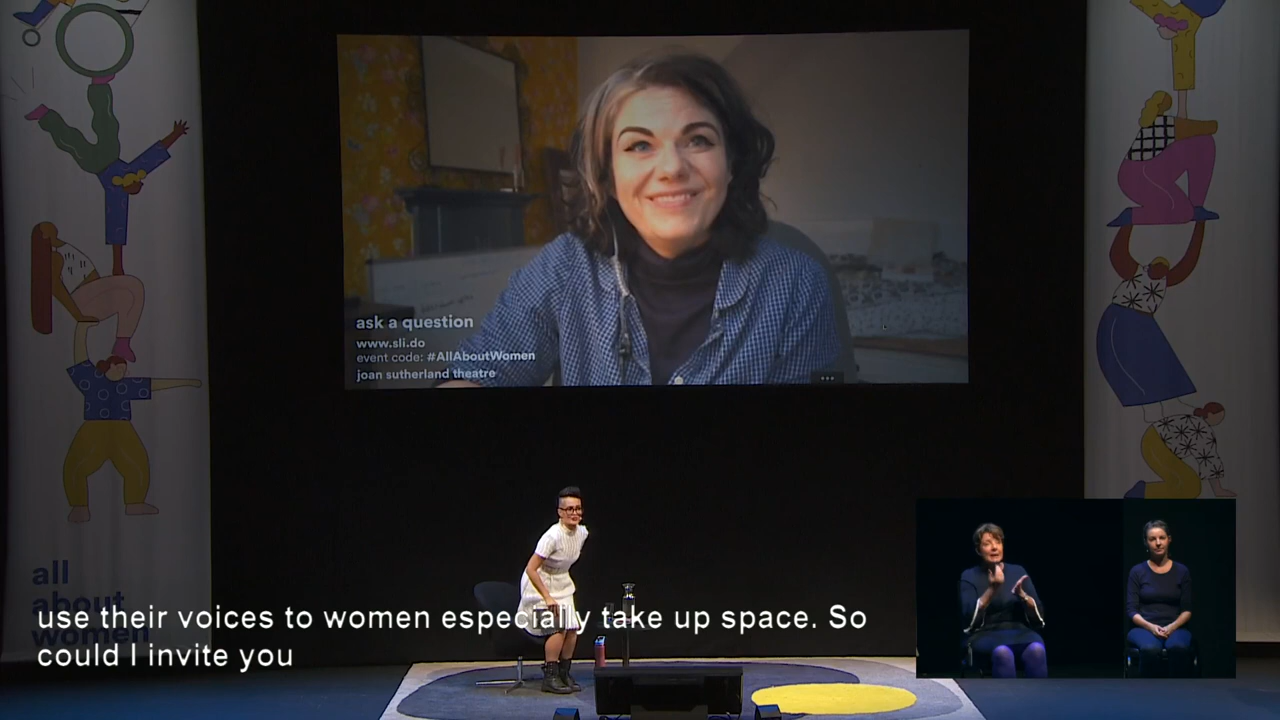 ask a question
www.sli.do
event code: #AllAboutWomen
joan sutherland theatre
all
about
women
use their voices to women especially take up space. So
could I invite you